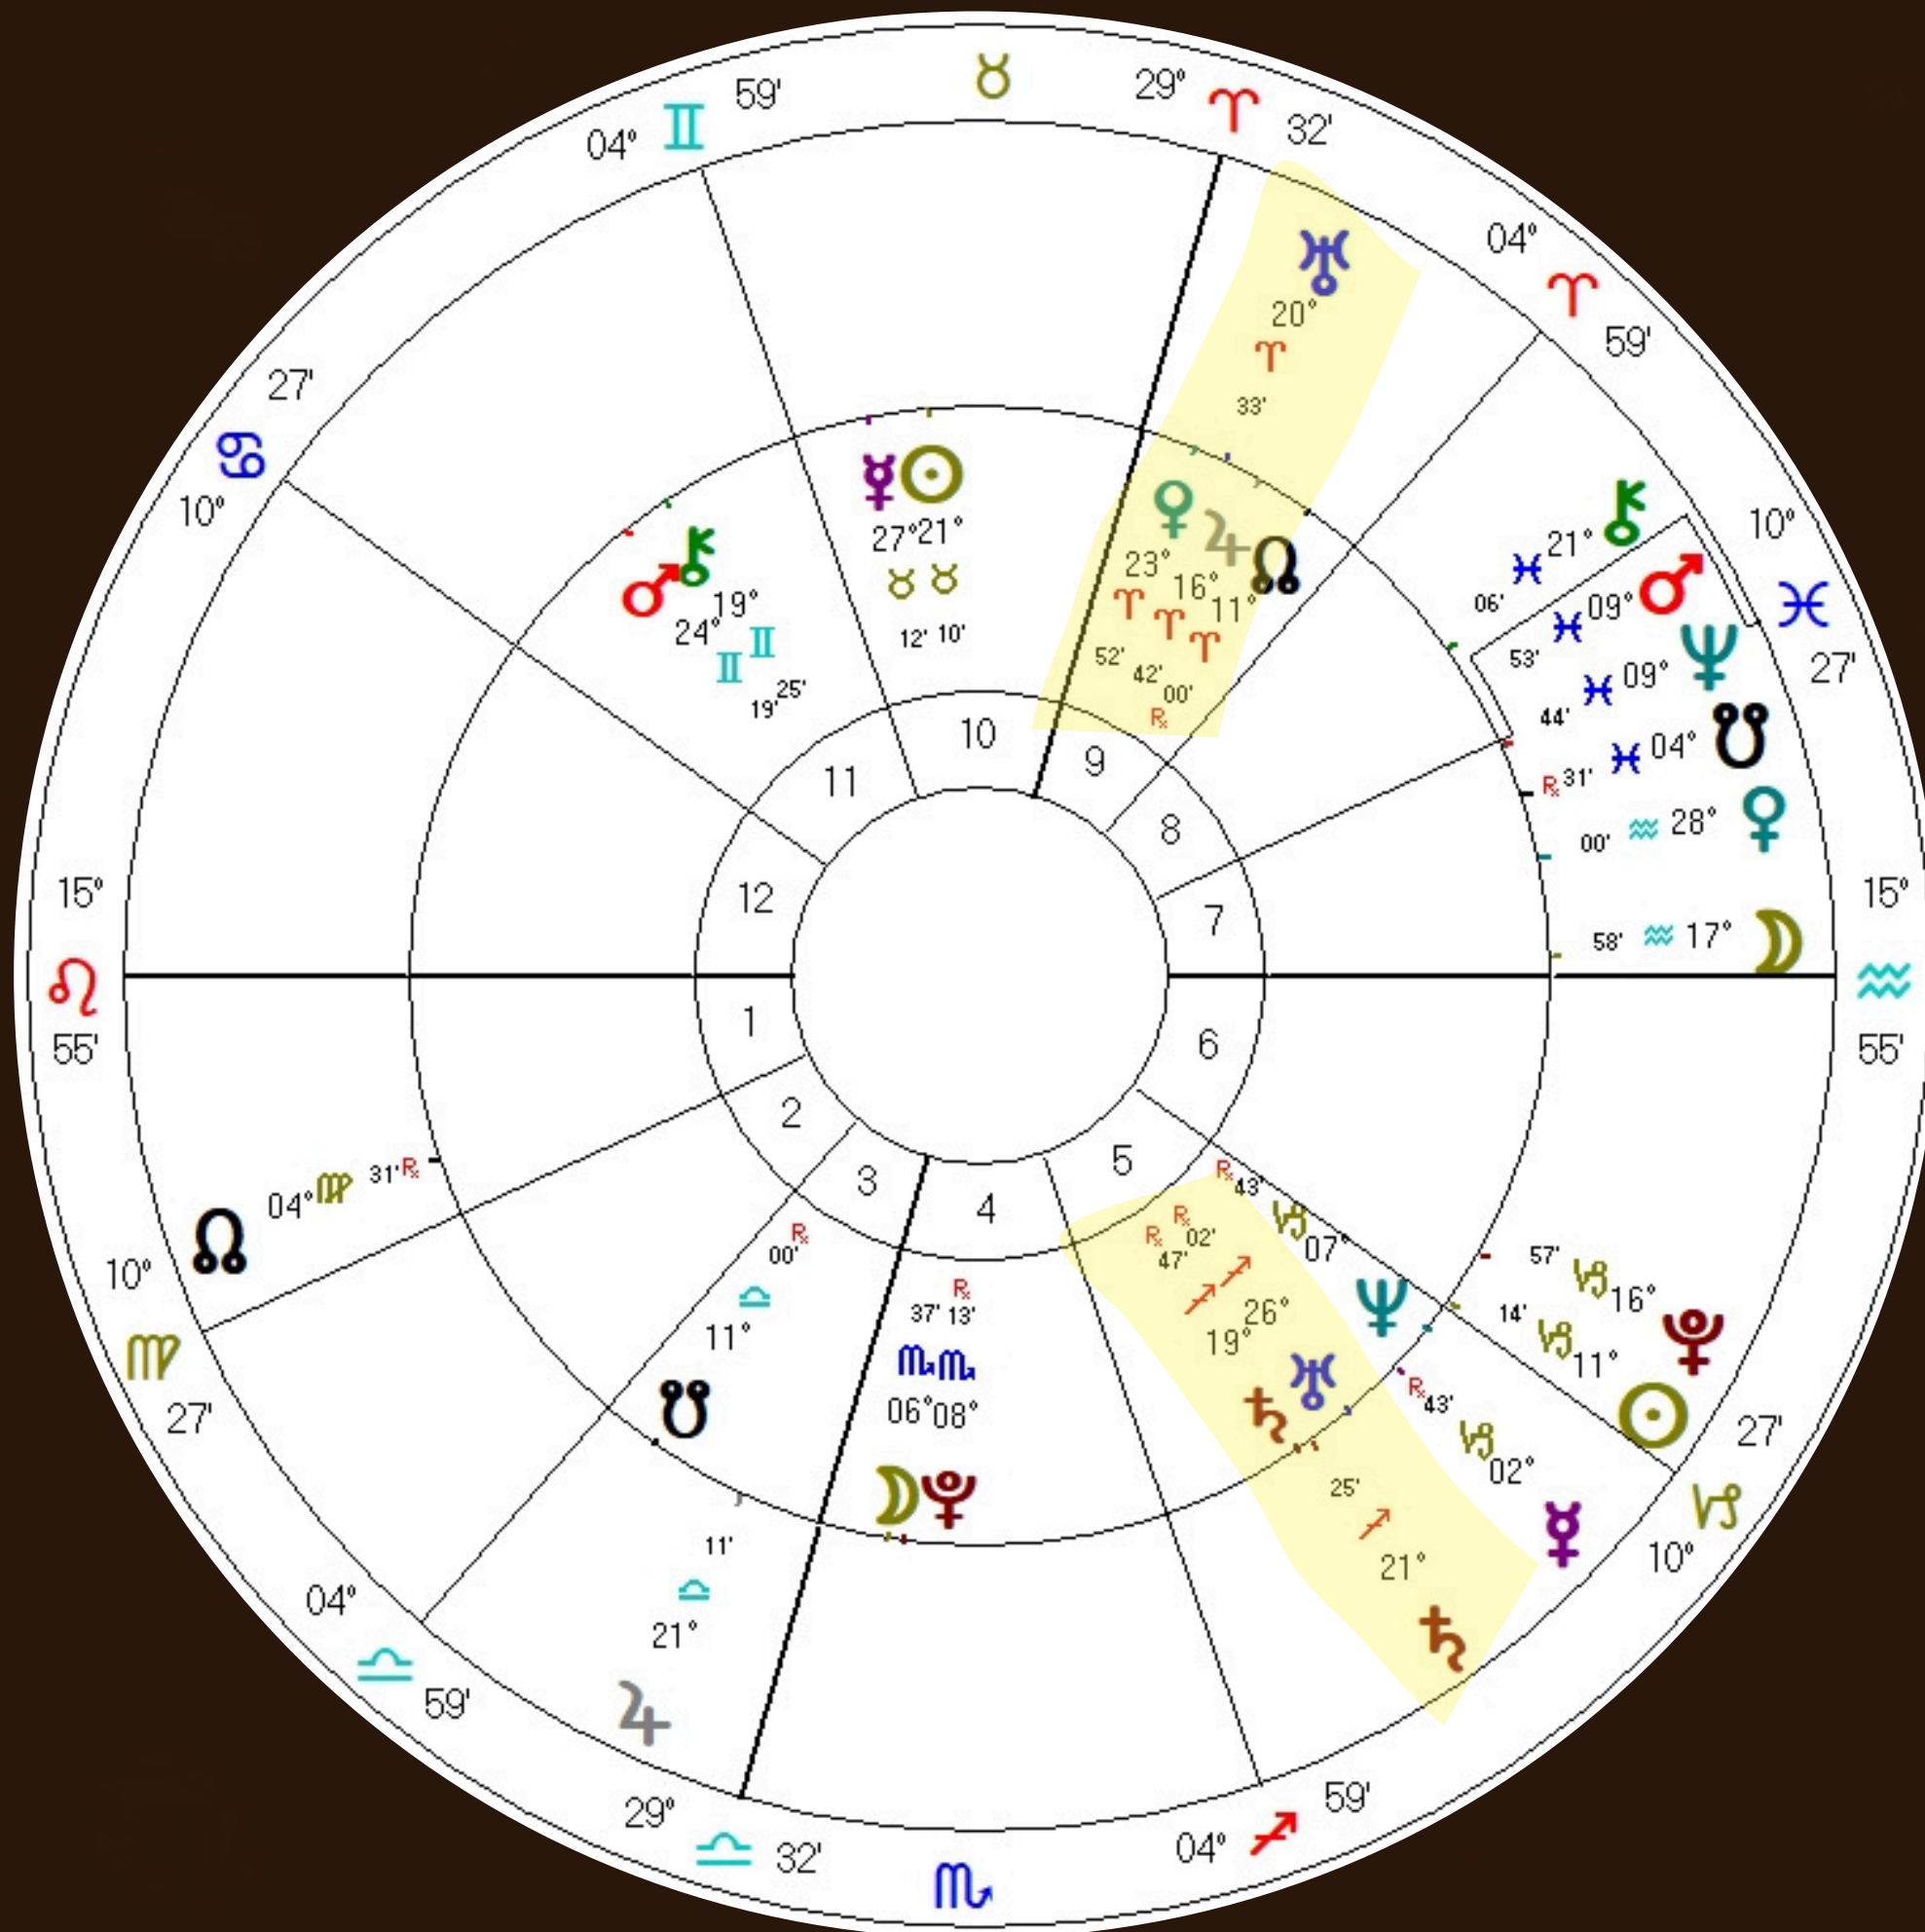 ♉
29° ♈ 32'
04° ♈ 59'
10° ♓ 27'
15° ♒ 55'
10° ♑ 27'
04° ♐ 59'
♏
29° ♎ 32'
04° ♎ 59'
10° ♍ 27'
15° ♌ 55'
10° ♋ 27'
04° ♊ 59'
♅ 20° ♈ 33'
⚷ 21° ♓ 06'
♂ 09° ♓ 53'
♆ 09° ♓ 44'
☋ 04° ♓ 31' ℞
♀ 28° ♒ 00'
☽ 17° ♒ 58'
♇ 16° ♑ 57'
☉ 11° ♑ 14'
☿ 02° ♑ 43' ℞
♄ 21° ♐ 25'
♃ 21° ♎ 11'
☊ 04° ♍ 31' ℞
♂ 24° ♊ 19'
⚷ 19° ♊ 25'
☿ 27° ♉ 12'
☉ 21° ♉ 10'
♀ 23° ♈ 52'
♃ 16° ♈ 42'
☊ 11° ♈ 00' ℞
♆ 07° ♑ 43' ℞
♅ 26° ♐ 02' ℞
♄ 19° ♐ 47' ℞
♇ 08° ♏ 13' ℞
☽ 06° ♏ 37'
☋ 11° ♎ 00' ℞
1
2
3
4
5
6
7
8
9
10
11
12